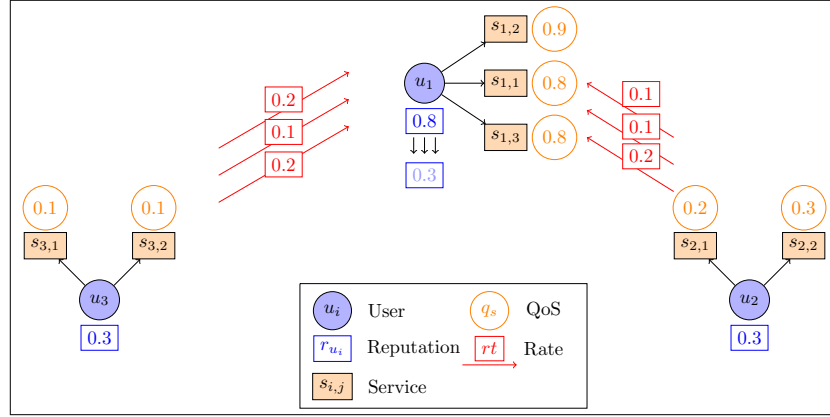 s1,2 0.9
u1 s1,1 0.8
0.8 s1,3 0.8
0.3
0.2
0.1
0.2
0.1
0.1
0.2
0.1 0.1
s3,1 s3,2
u3
0.3
0.2 0.3
s2,1 s2,2
u2
0.3
ui User qs QoS
rui Reputation rt Rate
si,j Service